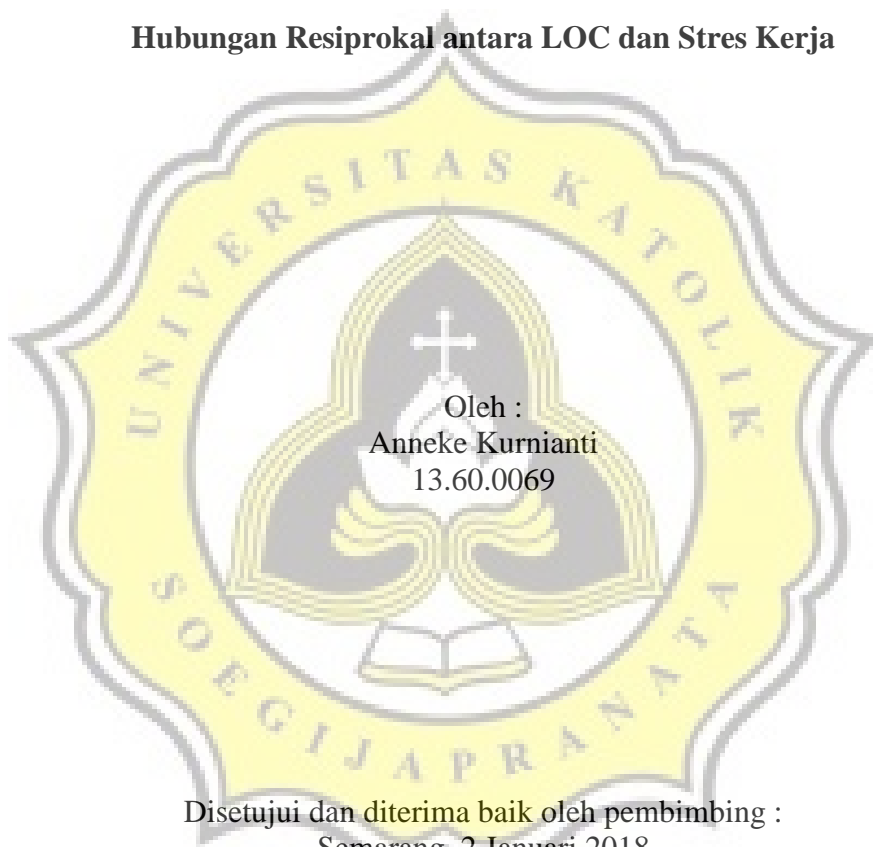 Hubungan Resiprokal antara LOC dan Stres Kerja
UNIVERSITAS KATOLIK
Oleh :
Anneke Kurnianti
13.60.0069
SOEGIJAPRANATA
Disetujui dan diterima baik oleh pembimbing :
Semarang, 2 Januari 2018